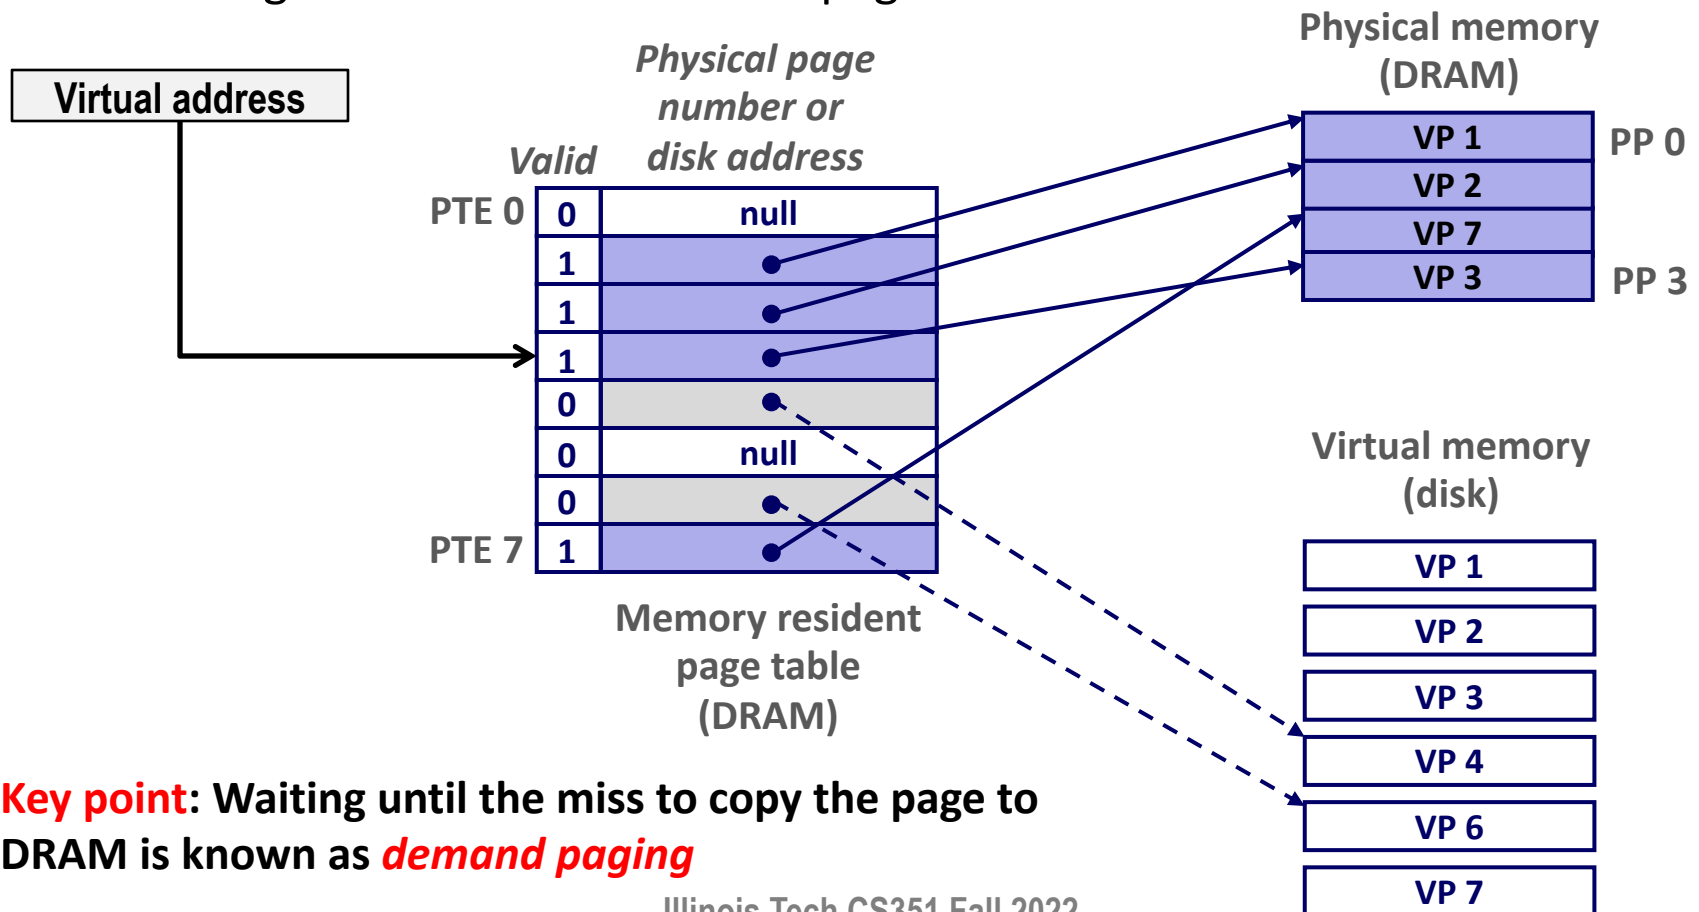 Physical memory
(DRAM)
Physical page
number or
disk address
Virtual address
Valid
VP 1
PP 0
VP 2
VP 7
VP 3
PP 3
PTE 0
0
null
1
1
1
0
0
null
0
PTE 7
1
Memory resident
page table
(DRAM)
Virtual memory
(disk)
VP 1
VP 2
VP 3
VP 4
VP 6
VP 7
Key point: Waiting until the miss to copy the page to
DRAM is known as demand paging
Illinois Tech CS351 Fall 2022